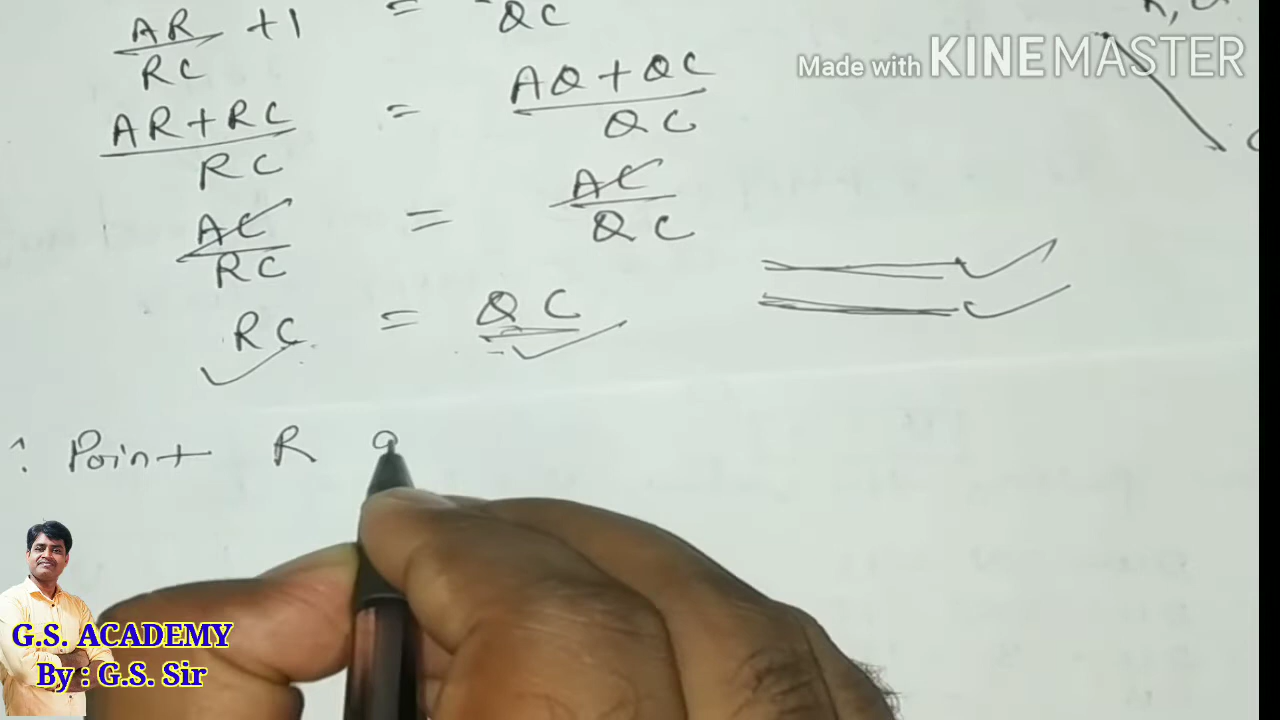 AR/RC +1 = QC
AR+RC/RC = AQ+QC/QC
AC/RC = AC/QC
RC = QC
∴ Point R
Made with KINEMASTER
G.S. ACADEMY
By : G.S. Sir